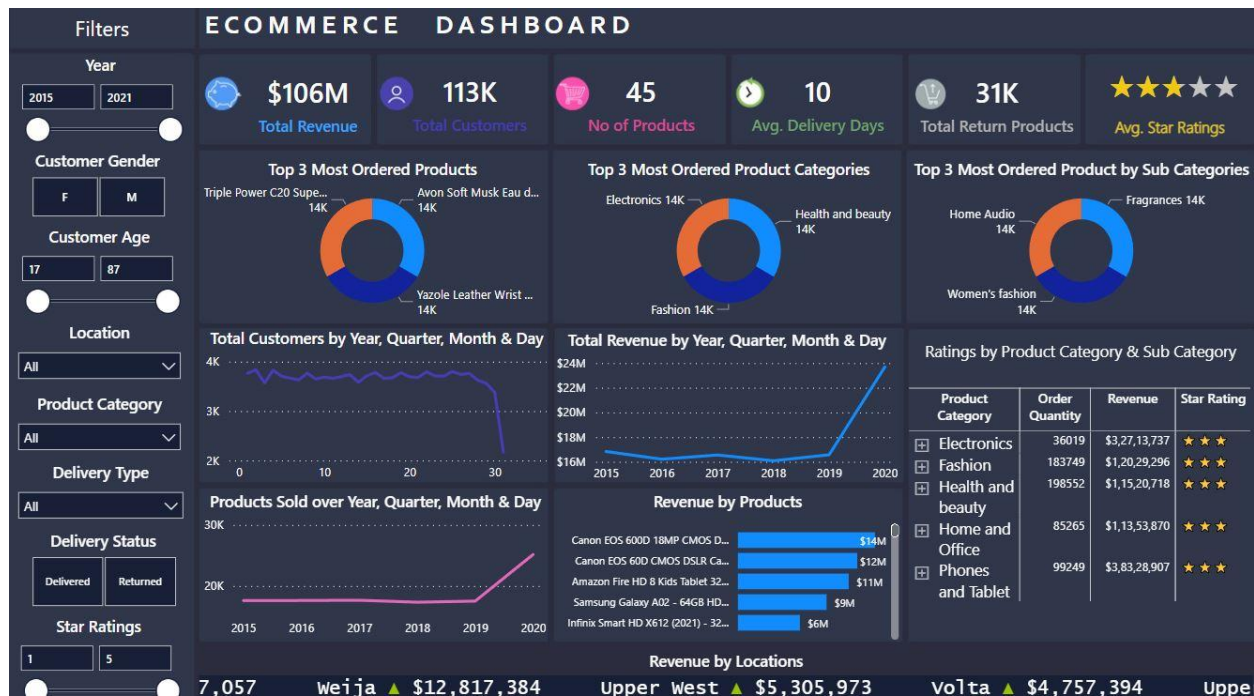 Filters
Year
2015 2021
Customer Gender
F M
Customer Age
17 87
Location
All
Product Category
All
Delivery Type
All
Delivery Status
Delivered Returned
Star Ratings
1 5
ECOMMERCE DASHBOARD
$106M
Total Revenue
113K
Total Customers
45
No of Products
10
Avg. Delivery Days
31K
Total Return Products
Avg. Star Ratings
Top 3 Most Ordered Products
Triple Power C20 Supe...
14K
Avon Soft Musk Eau d...
14K
Yazole Leather Wrist ...
14K
Top 3 Most Ordered Product Categories
Electronics 14K
Health and beauty
14K
Fashion 14K
Top 3 Most Ordered Product by Sub Categories
Home Audio
14K
Fragrances 14K
Women's fashion
14K
Total Customers by Year, Quarter, Month & Day
4K
3K
2K
0 10 20 30
Total Revenue by Year, Quarter, Month & Day
$24M
$22M
$20M
$18M
$16M
2015 2016 2017 2018 2019 2020
Ratings by Product Category & Sub Category
Product Category Order Quantity Revenue Star Rating
Electronics 36019 $3,27,13,737
Fashion 183749 $1,20,29,296
Health and beauty 198552 $1,15,20,718
Home and Office 85265 $1,13,53,870
Phones and Tablet 99249 $3,83,28,907
Products Sold over Year, Quarter, Month & Day
30K
20K
2015 2016 2017 2018 2019 2020
Revenue by Products
Canon EOS 600D 18MP CMOS D... $14M
Canon EOS 60D CMOS DSLR Ca... $12M
Amazon Fire HD 8 Kids Tablet 32... $11M
Samsung Galaxy A02 - 64GB HD... $9M
Infinix Smart HD X612 (2021) - 32... $6M
Revenue by Locations
7,057 Weija ▲ $12,817,384 Upper West ▲ $5,305,973 Volta ▲ $4,757,394 Uppe